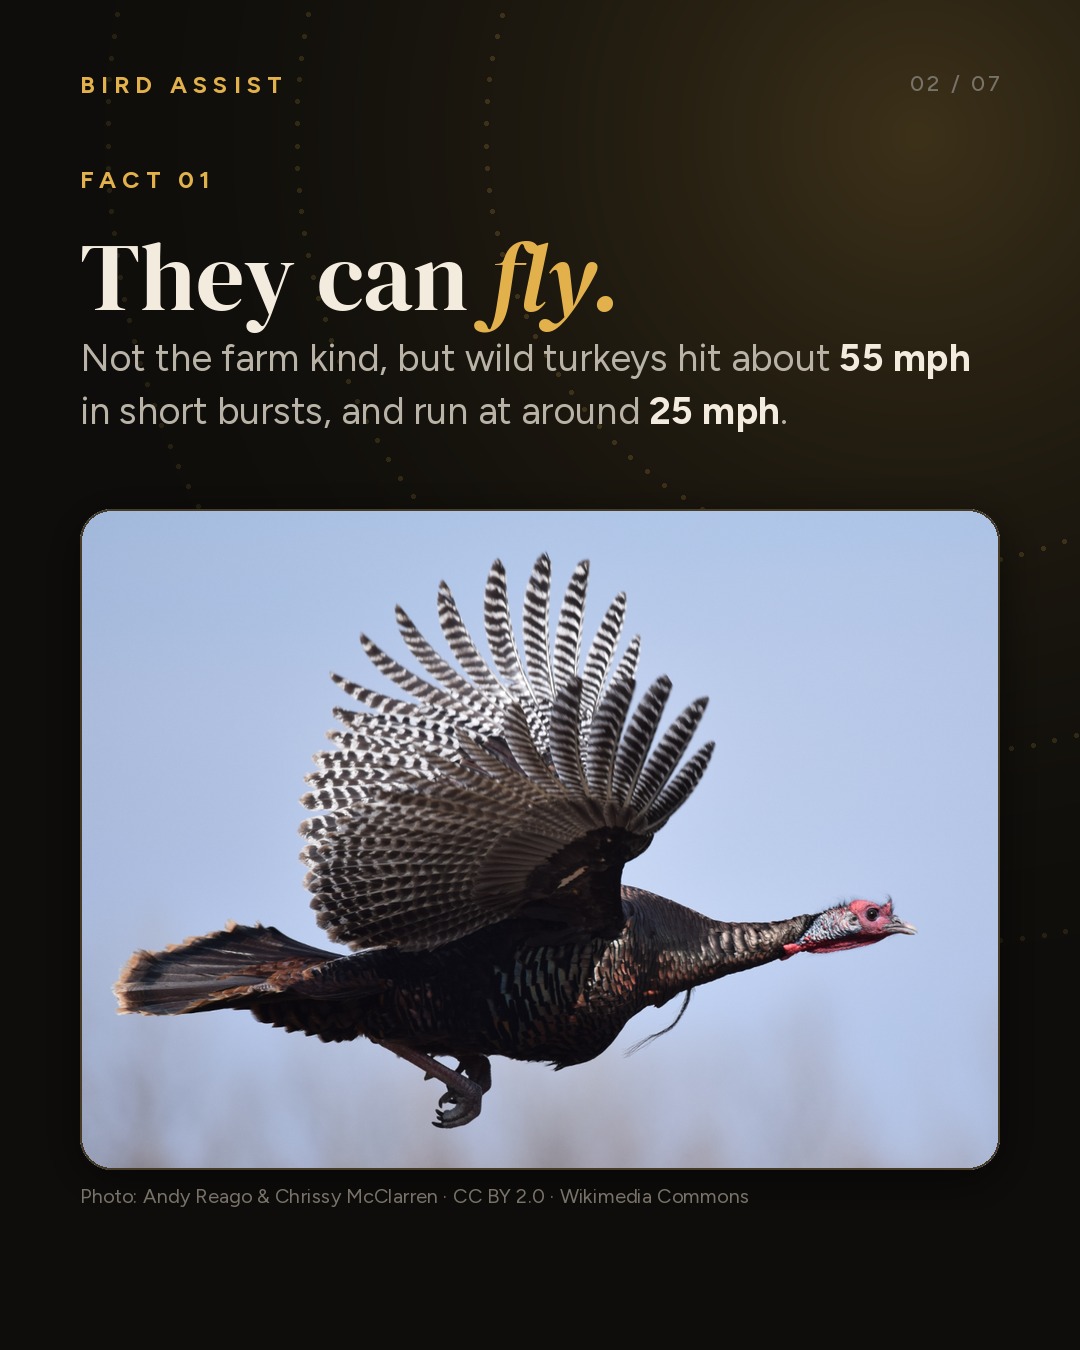 BIRD ASSIST
02 / 07
FACT 01
They can fly.
Not the farm kind, but wild turkeys hit about 55 mph
in short bursts, and run at around 25 mph.
Photo: Andy Reago & Chrissy McClarren · CC BY 2.0 · Wikimedia Commons